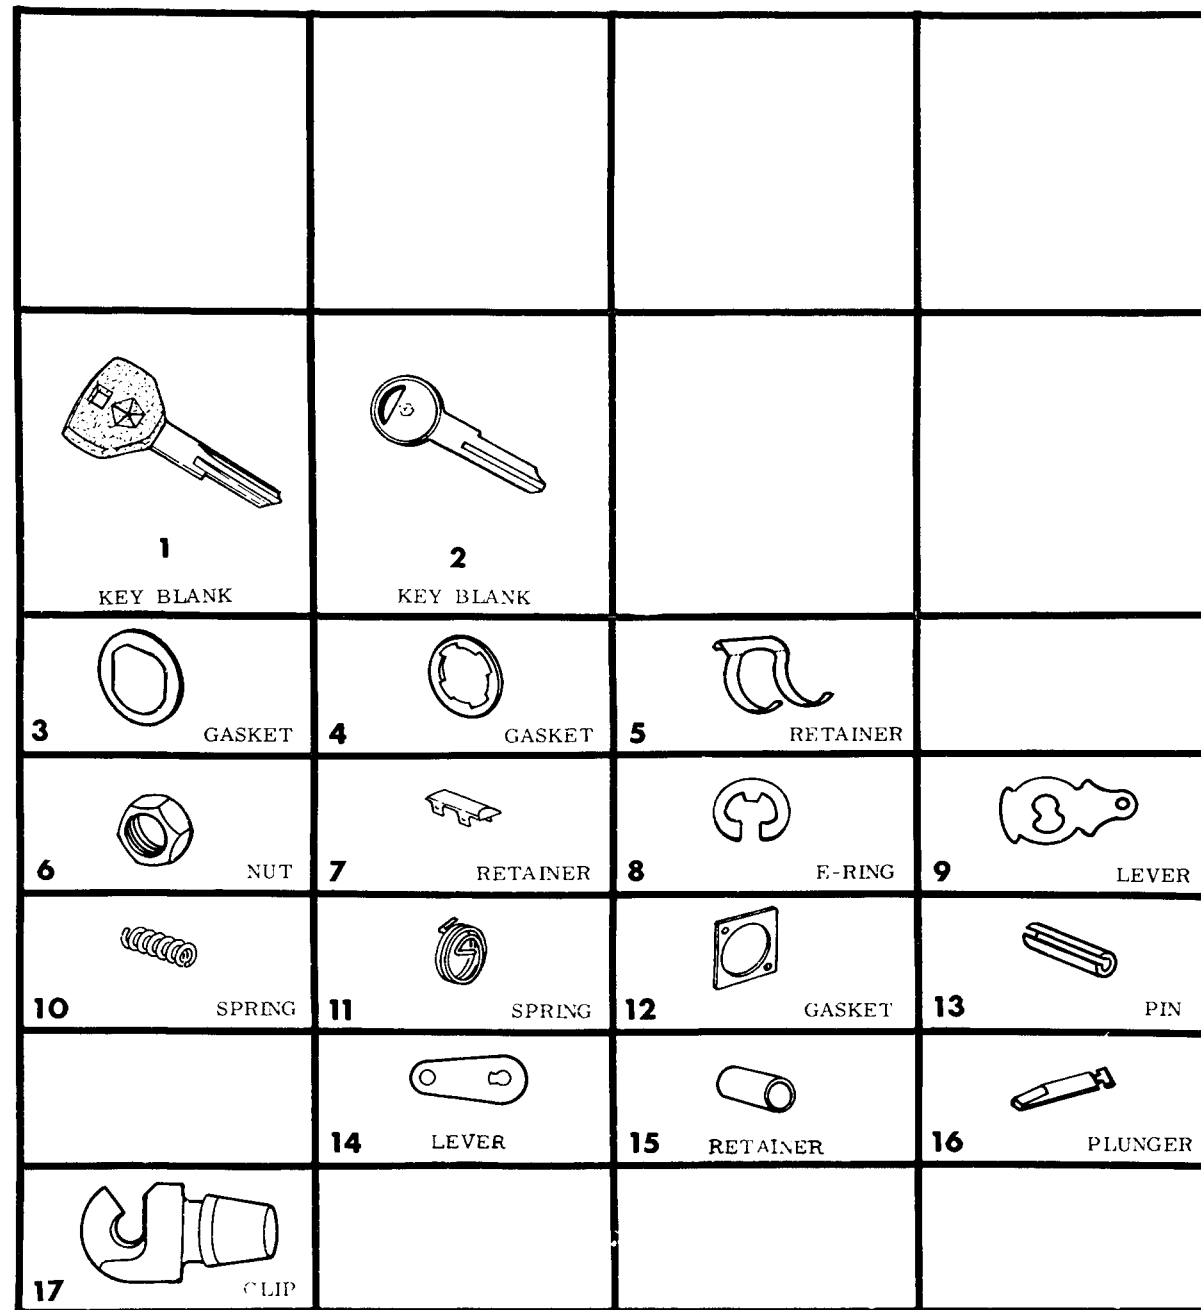 1
KEY BLANK
2
KEY BLANK
3 GASKET
4 GASKET
5 RETAINER
6 NUT
7 RETAINER
8 E-RING
9 LEVER
10 SPRING
11 SPRING
12 GASKET
13 PIN
14 LEVER
15 RETAINER
16 PLUNGER
17 CLIP